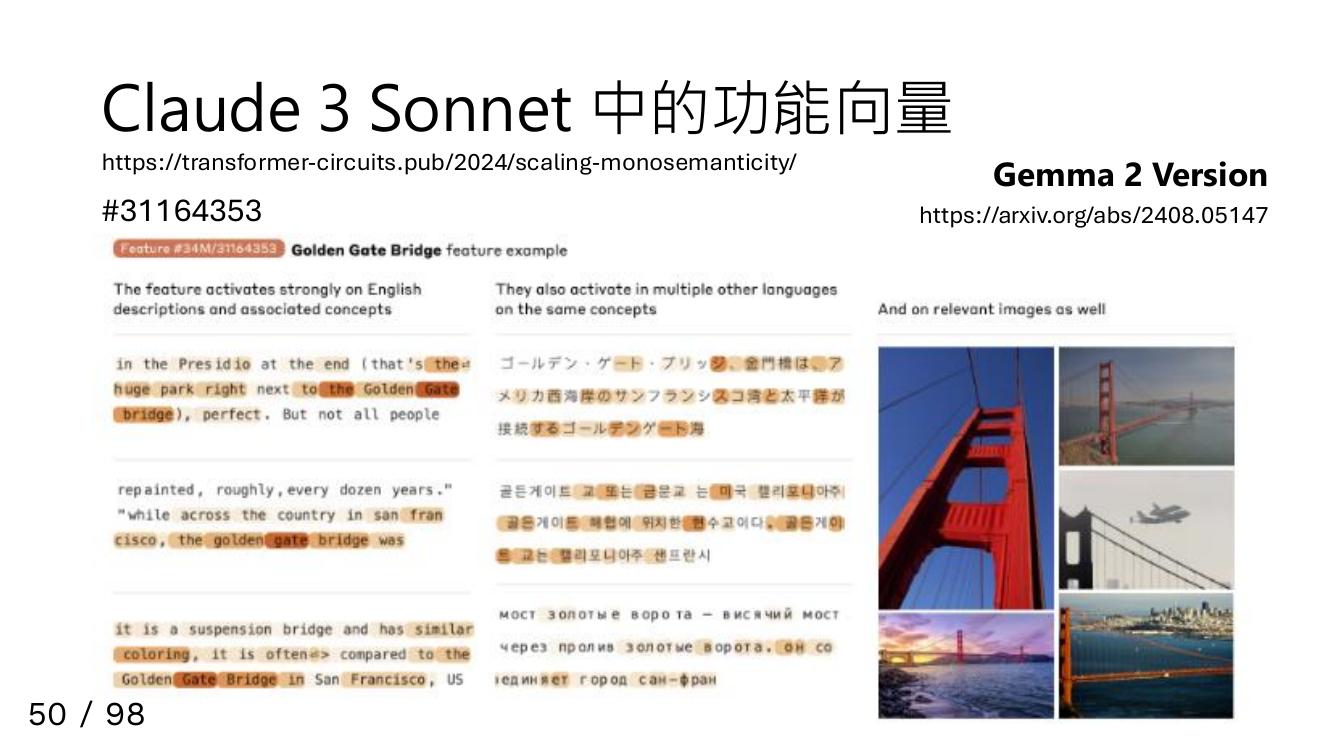 Claude 3 Sonnet 中的功能向量
https://transformer-circuits.pub/2024/scaling-monosemanticity/
Gemma 2 Version
https://arxiv.org/abs/2408.05147
#31164353
Feature #34M/31164353 Golden Gate Bridge feature example
The feature activates strongly on English
descriptions and associated concepts
in the Presidio at the end (that's the⏎
huge park right next to the Golden Gate
bridge), perfect. But not all people
repainted, roughly, every dozen years."
"while across the country in san fran
cisco, the golden gate bridge was
it is a suspension bridge and has similar
coloring, it is often⏎> compared to the
Golden Gate Bridge in San Francisco, US
They also activate in multiple other languages
on the same concepts
ゴールデン・ゲート・ブリッジ、金門橋は、ア
メリカ西海岸のサンフランシスコ湾と太平洋が
接続するゴールデンゲート海
골든게이트 교 또는 금문교 는 미국 캘리포니아주
골든게이트 해협에 위치한 현수교이다. 골든게이
트 교는 캘리포니아주 샌프란시
мост золотые ворота – висячий мост
через пролив золотые ворота. он со
единяет город сан-фран
And on relevant images as well
50 / 98